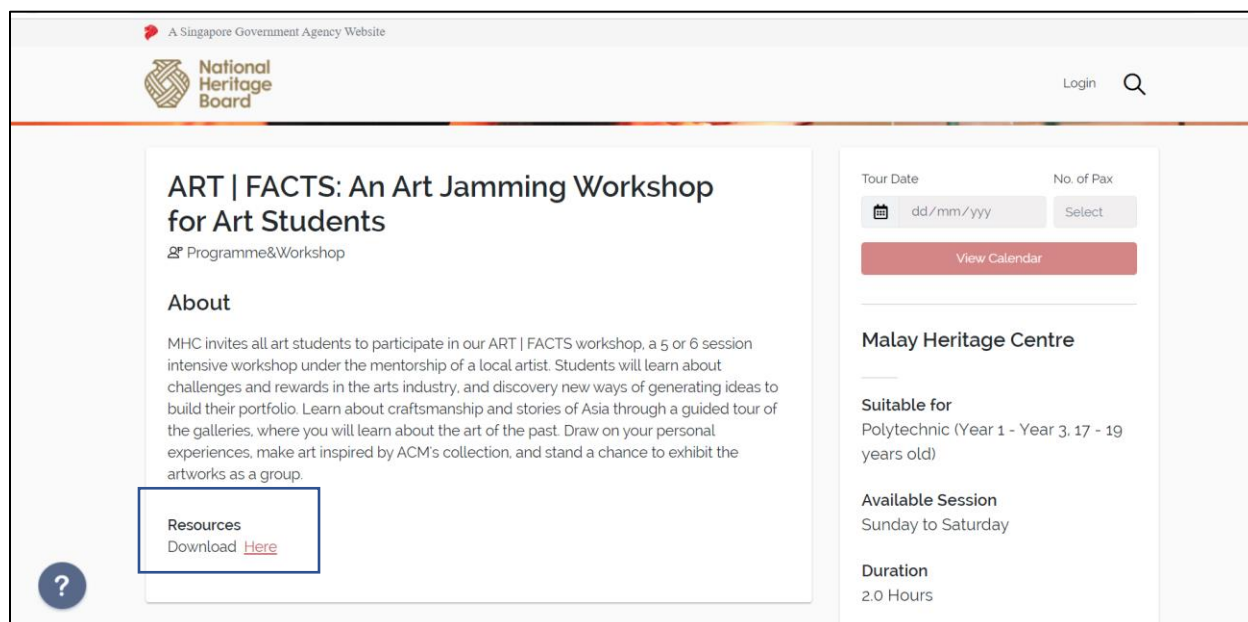 A Singapore Government Agency Website
National
Heritage
Board
Login
ART | FACTS: An Art Jamming Workshop
for Art Students
Programme&Workshop
About
MHC invites all art students to participate in our ART | FACTS workshop, a 5 or 6 session
intensive workshop under the mentorship of a local artist. Students will learn about
challenges and rewards in the arts industry, and discovery new ways of generating ideas to
build their portfolio. Learn about craftsmanship and stories of Asia through a guided tour of
the galleries, where you will learn about the art of the past. Draw on your personal
experiences, make art inspired by ACM's collection, and stand a chance to exhibit the
artworks as a group.
Resources
Download Here
?
Tour Date No. of Pax
dd/mm/yyy Select
View Calendar
Malay Heritage Centre
Suitable for
Polytechnic (Year 1 - Year 3, 17 - 19
years old)
Available Session
Sunday to Saturday
Duration
2.0 Hours